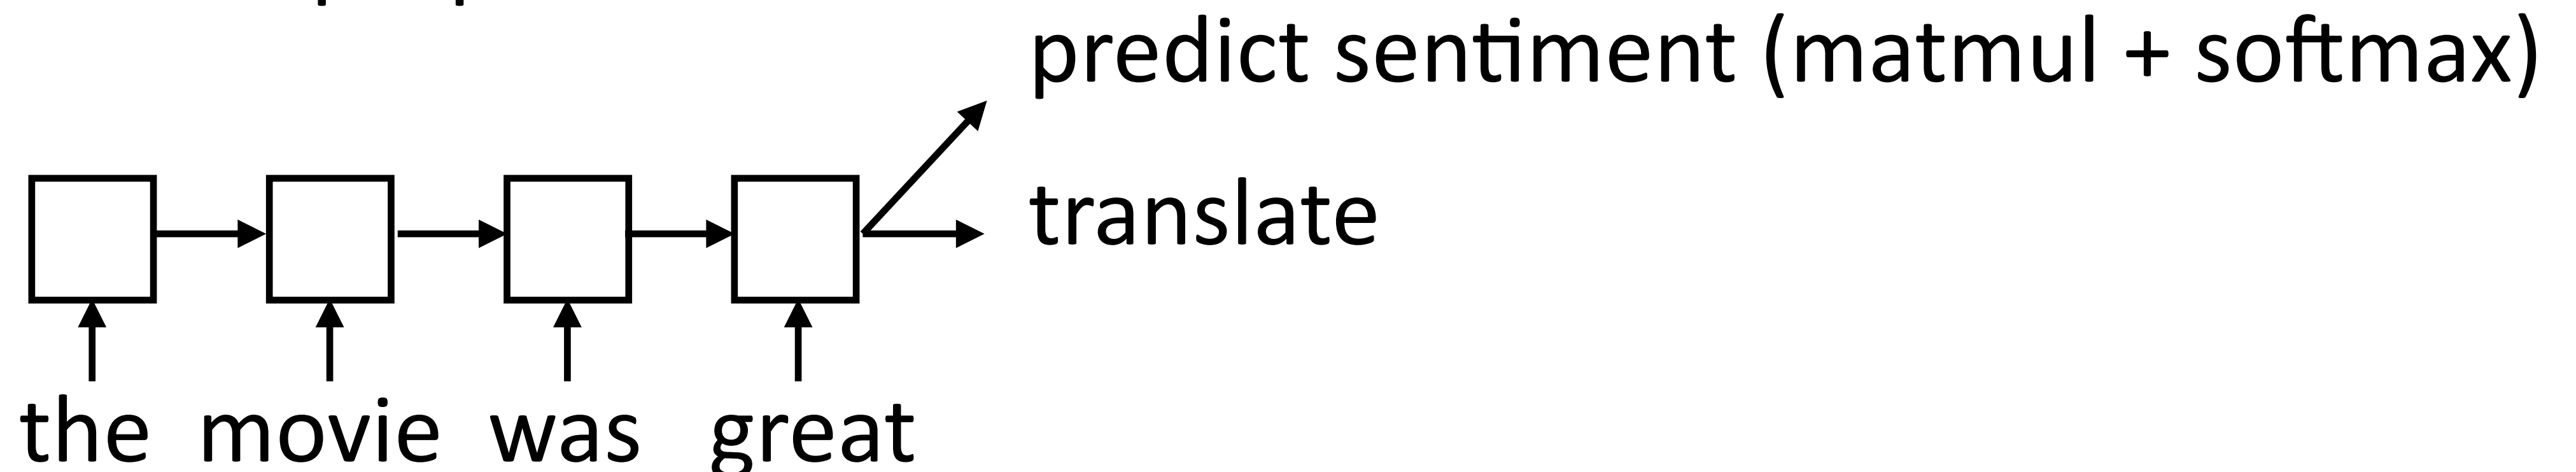 predict sentiment (matmul + softmax)
translate
the movie was great